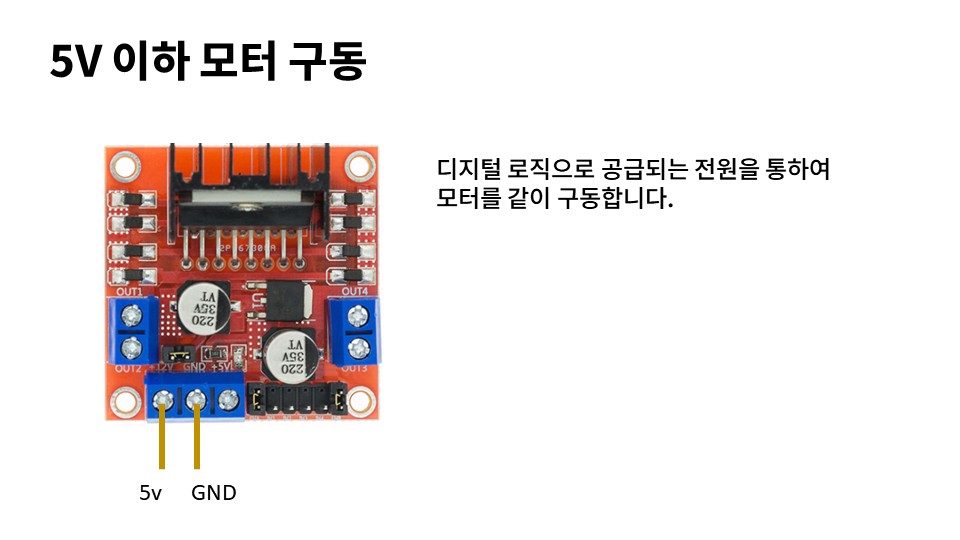 5V 이하 모터 구동
디지털 로직으로 공급되는 전원을 통하여
모터를 같이 구동합니다.
OUT1
OUT4
220
35V
VT
220
35V
VT
OUT2
+12V GND +5V
OUT3
5v GND